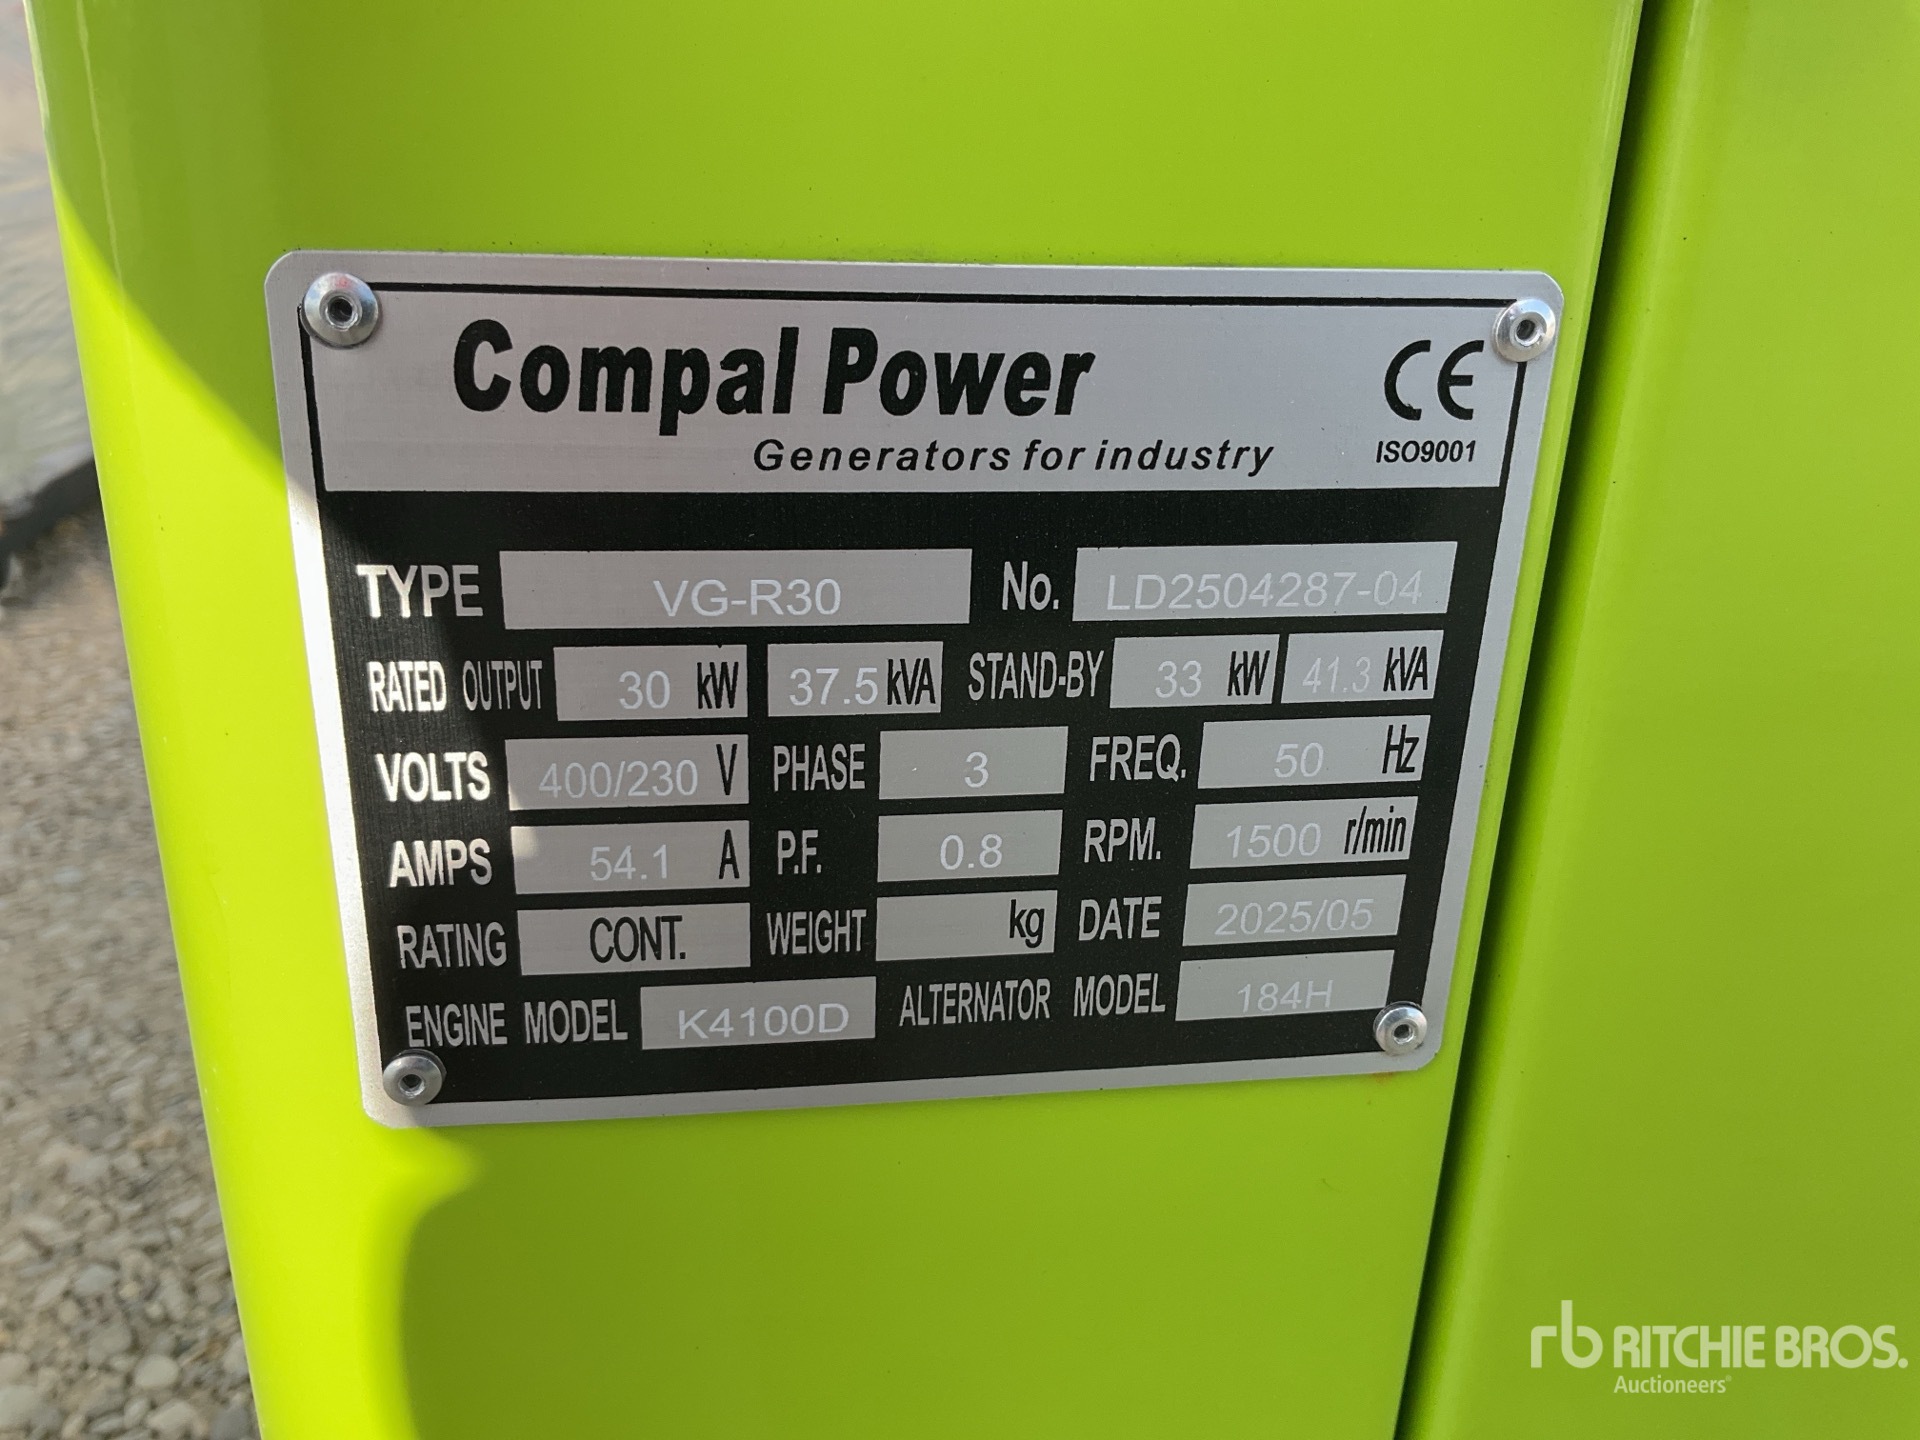 Compal Power
Generators for industry
CE
ISO9001
TYPE VG-R30 No. LD2504287-04
RATED OUTPUT 30 kW 37.5 kVA STAND-BY 33 kW 41.3 kVA
VOLTS 400/230 V PHASE 3 FREQ. 50 Hz
AMPS 54.1 A P.F. 0.8 RPM. 1500 r/min
RATING CONT. WEIGHT kg DATE 2025/05
ENGINE MODEL K4100D ALTERNATOR MODEL 184H
rb RITCHIE BROS.
Auctioneers®